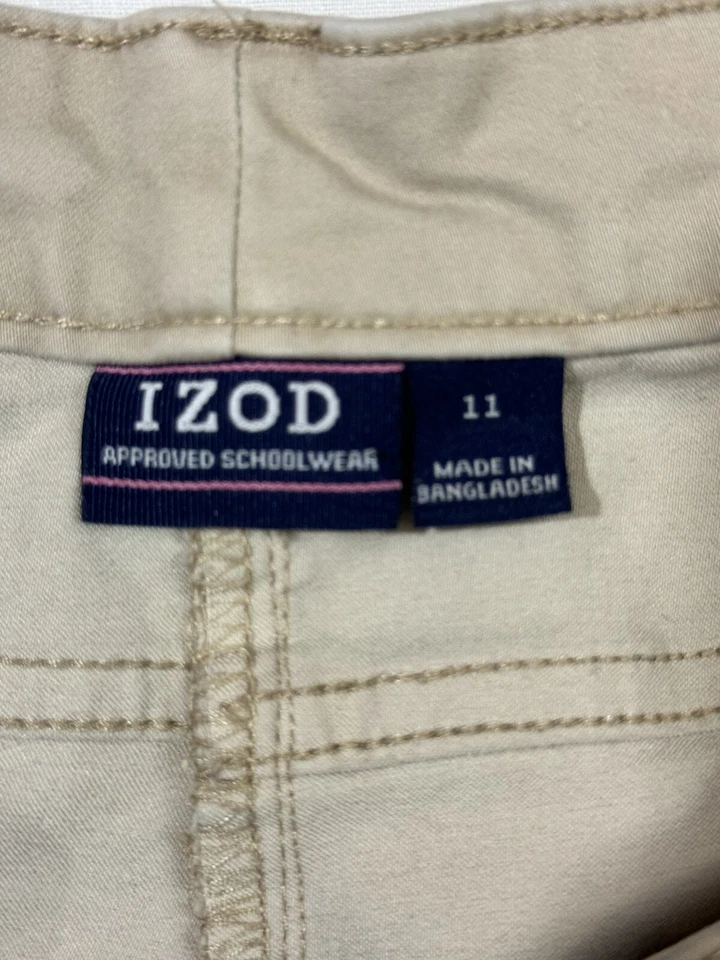 IZOD
APPROVED SCHOOLWEAR
11
MADE IN
BANGLADESH